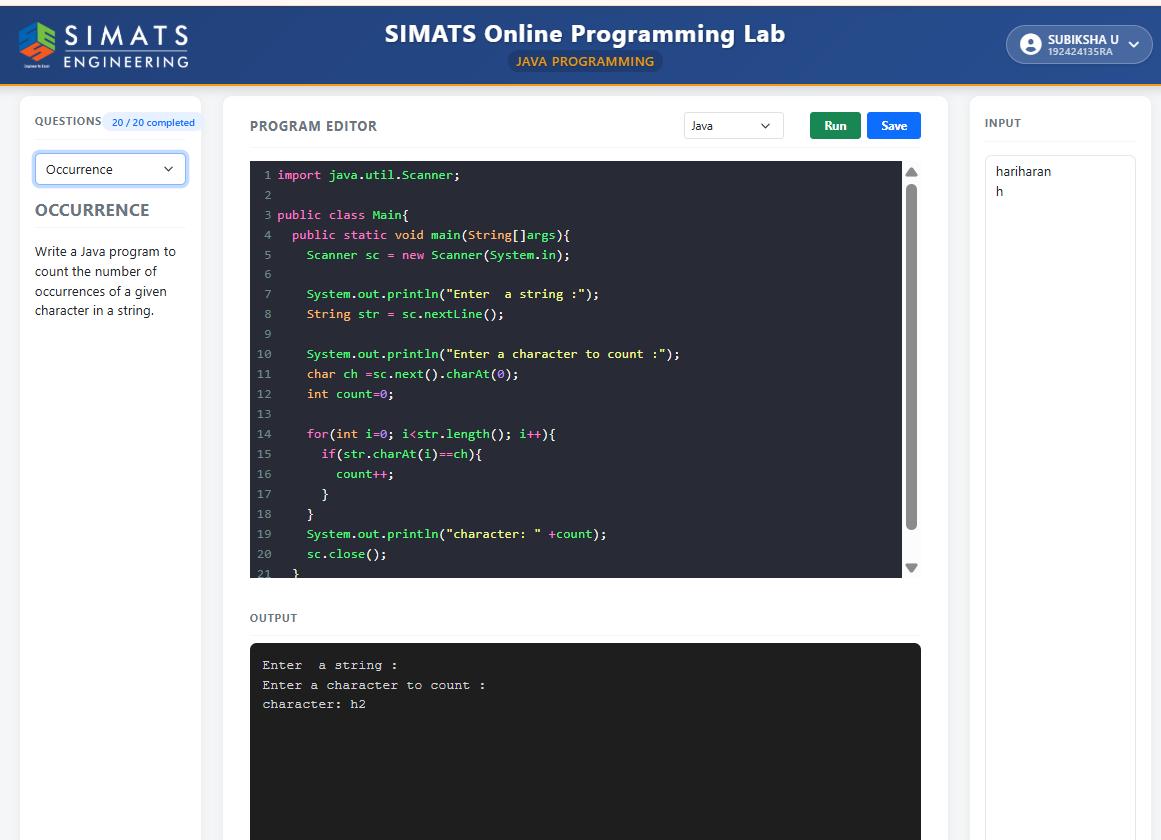 SIMATS
ENGINEERING
SIMATS Online Programming Lab
JAVA PROGRAMMING
SUBIKSHA U
192424135RA
QUESTIONS
20 / 20 completed
Occurrence
OCCURRENCE
Write a Java program to
count the number of
occurrences of a given
character in a string.
PROGRAM EDITOR
Java
Run
Save
1 import java.util.Scanner;
2
3 public class Main{
4   public static void main(String[]args){
5     Scanner sc = new Scanner(System.in);
6
7     System.out.println("Enter  a string :");
8     String str = sc.nextLine();
9
10     System.out.println("Enter a character to count :");
11     char ch =sc.next().charAt(0);
12     int count=0;
13
14     for(int i=0; i<str.length(); i++){
15       if(str.charAt(i)==ch){
16         count++;
17       }
18     }
19     System.out.println("character: " +count);
20     sc.close();
21   }
OUTPUT
Enter  a string :
Enter a character to count :
character: h2
INPUT
hariharan
h